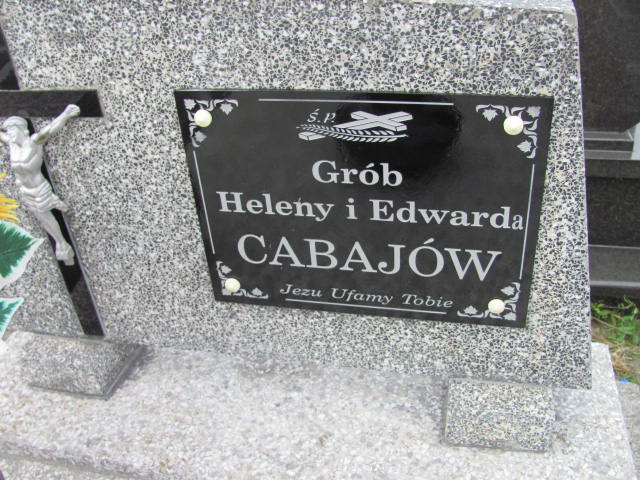 Ś. P.
Grób
Heleny i Edwarda
CABAJÓW
Jezu Ufamy Tobie